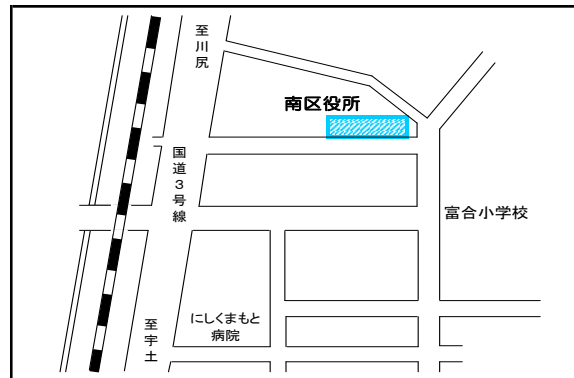 至川尻
南区役所
国道3号線
富合小学校
にしくまもと
病院
至宇土